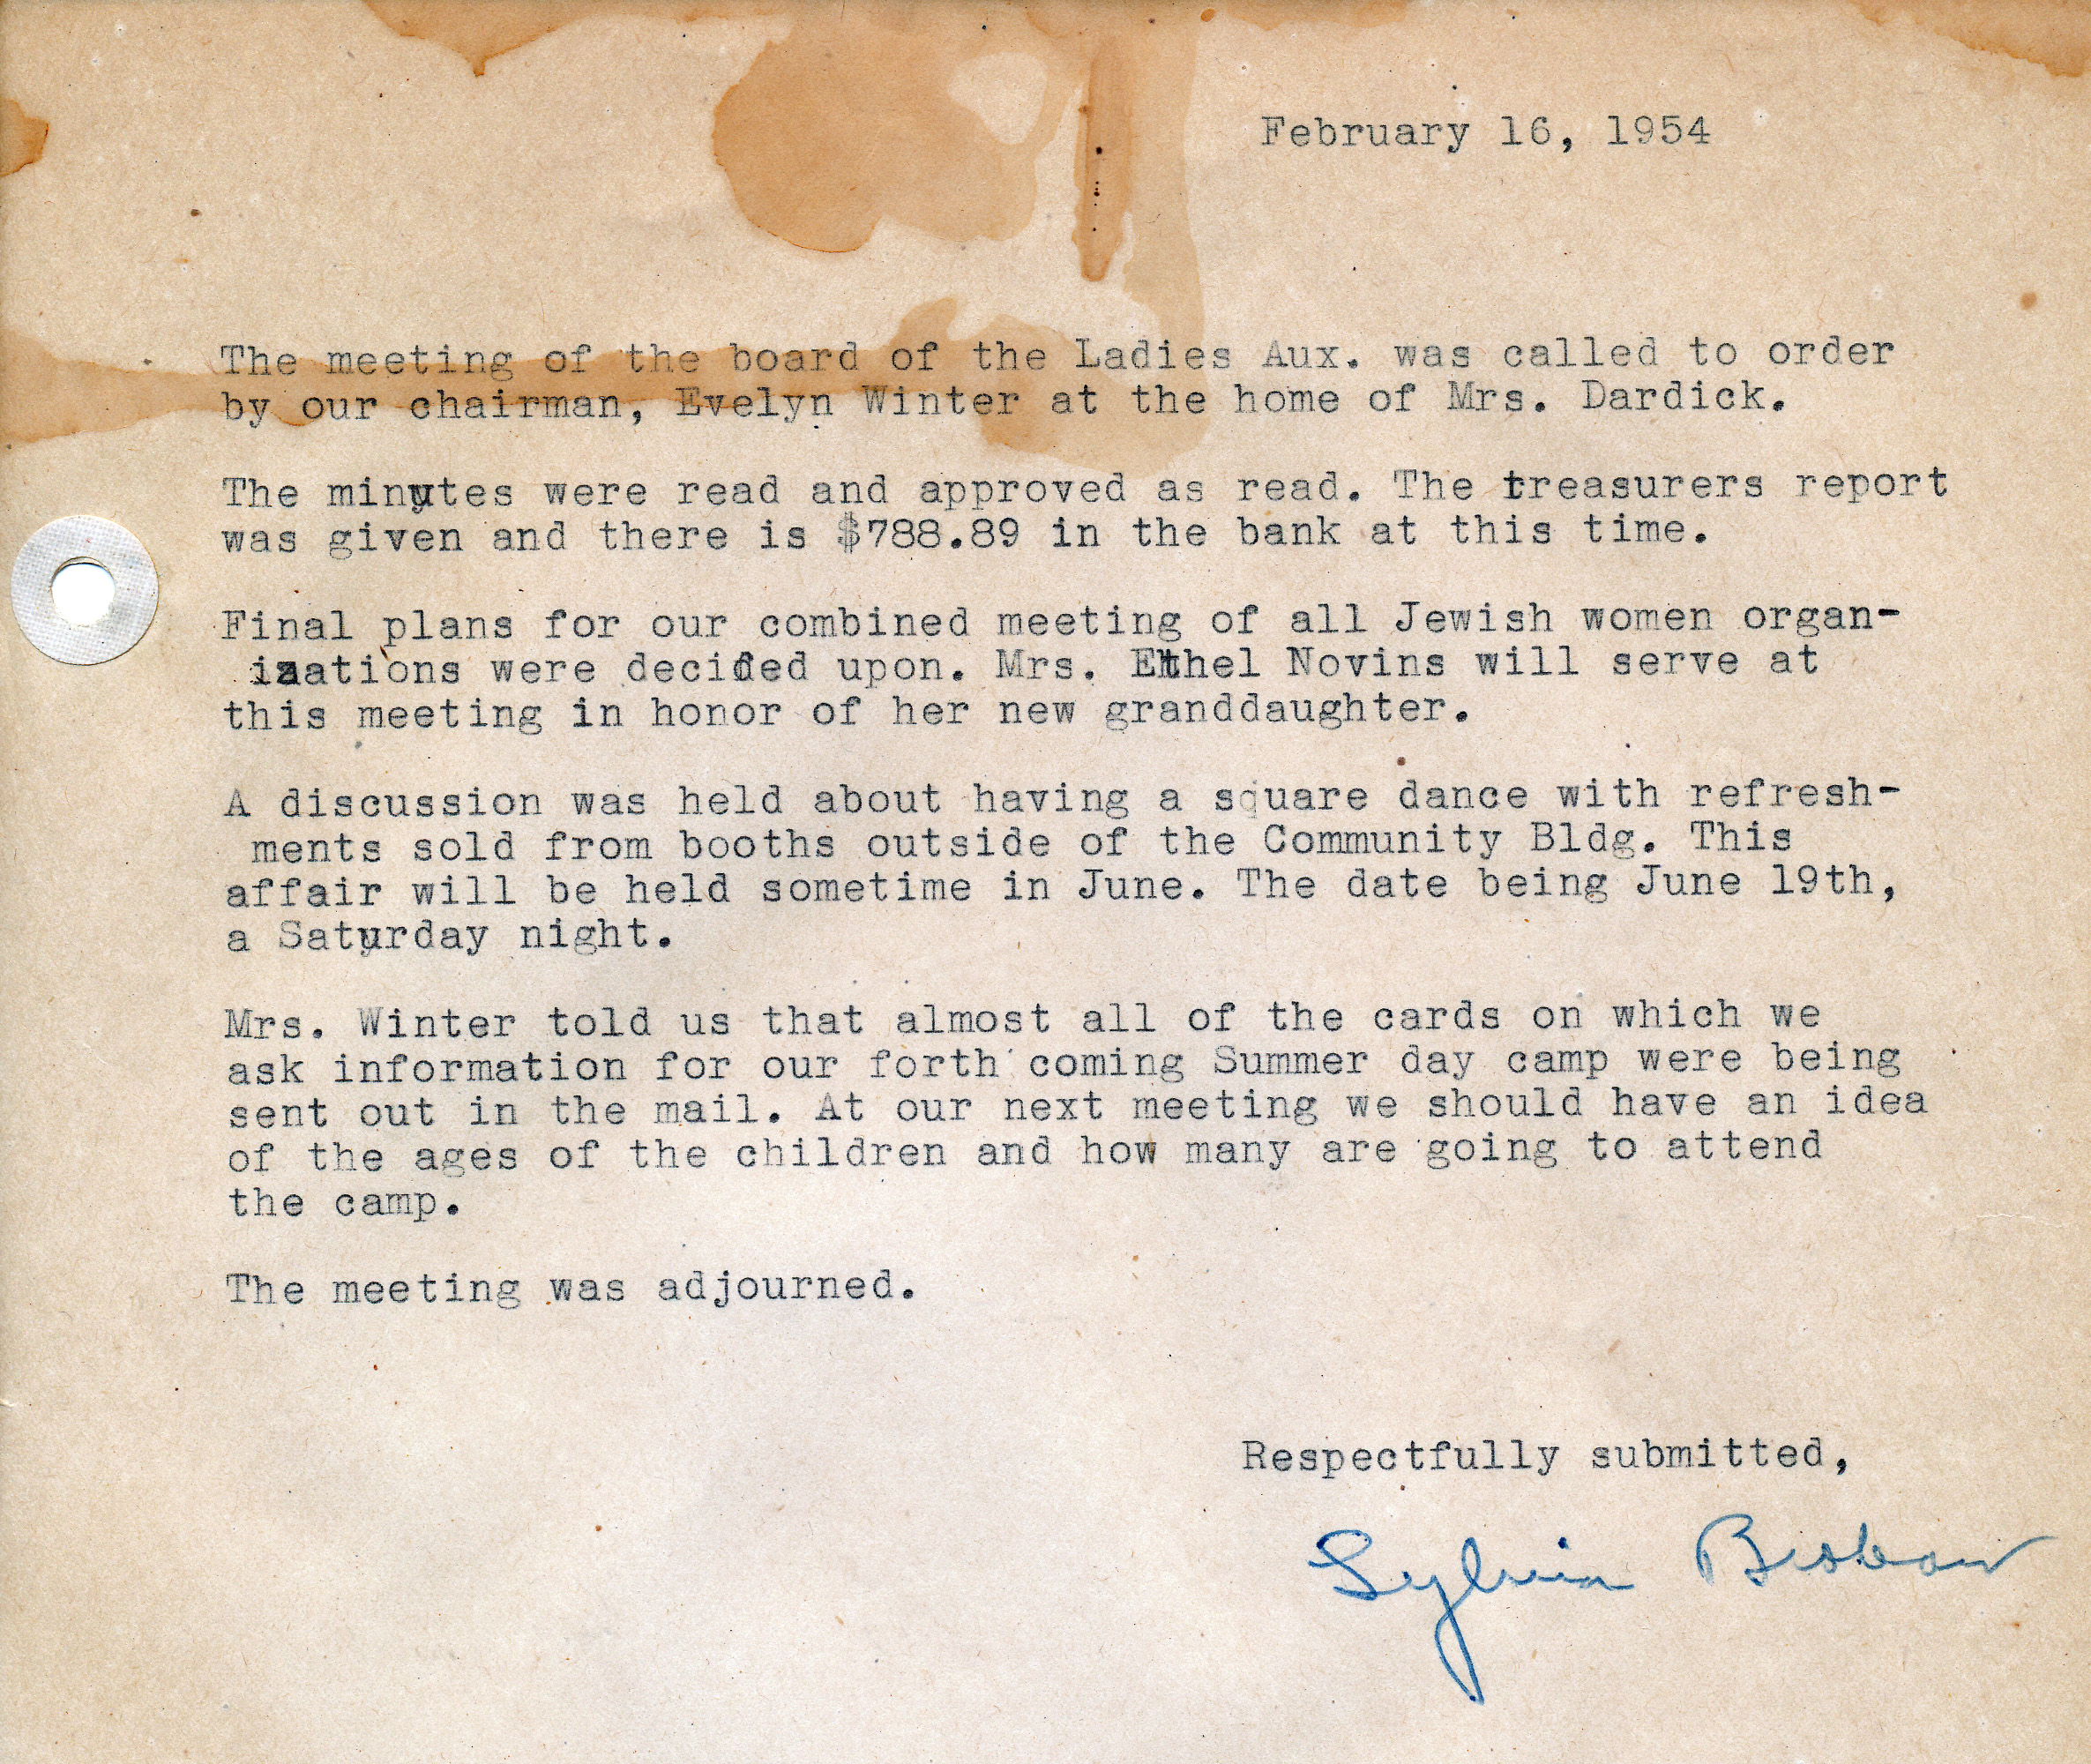 February 16, 1954
The meeting of the board of the Ladies Aux. was called to order
by our chairman, Evelyn Winter at the home of Mrs. Dardick.
The minutes were read and approved as read. The treasurers report
was given and there is $788.89 in the bank at this time.
Final plans for our combined meeting of all Jewish women organ-
izations were decided upon. Mrs. Ethel Novins will serve at
this meeting in honor of her new granddaughter.
A discussion was held about having a square dance with refresh-
ments sold from booths outside of the Community Bldg. This
affair will be held sometime in June. The date being June 19th,
a Saturday night.
Mrs. Winter told us that almost all of the cards on which we
ask information for our forth coming Summer day camp were being
sent out in the mail. At our next meeting we should have an idea
of the ages of the children and how many are going to attend
the camp.
The meeting was adjourned.
Respectfully submitted,
Sylvia